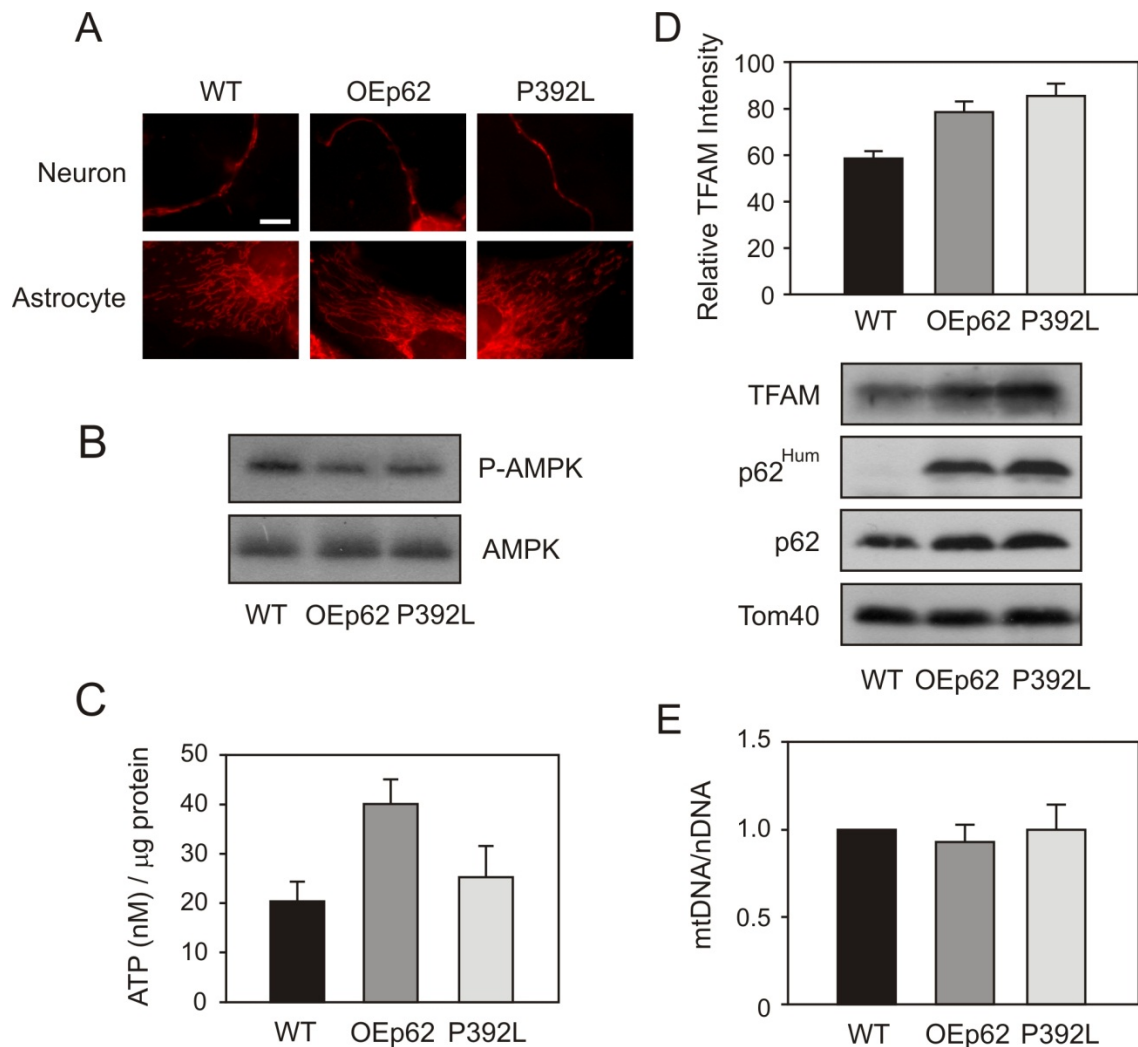 A
WT OEp62 P392L
Neuron
Astrocyte
B
P-AMPK
AMPK
WT OEp62 P392L
C
ATP (nM) / µg protein
50
40
30
20
10
0
WT OEp62 P392L
D
Relative TFAM Intensity
100
80
60
40
20
0
WT OEp62 P392L
TFAM
p62Hum
p62
Tom40
WT OEp62 P392L
E
mtDNA/nDNA
1.5
1.0
0.5
0
WT OEp62 P392L